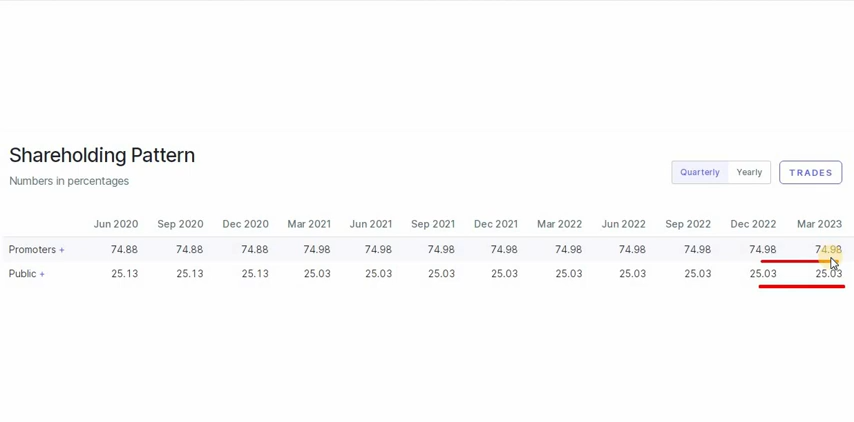 Shareholding Pattern
Numbers in percentages
Quarterly Yearly TRADES
Jun 2020 Sep 2020 Dec 2020 Mar 2021 Jun 2021 Sep 2021 Dec 2021 Mar 2022 Jun 2022 Sep 2022 Dec 2022 Mar 2023
Promoters + 74.88 74.88 74.88 74.98 74.98 74.98 74.98 74.98 74.98 74.98 74.98 74.98
Public + 25.13 25.13 25.13 25.03 25.03 25.03 25.03 25.03 25.03 25.03 25.03 25.03